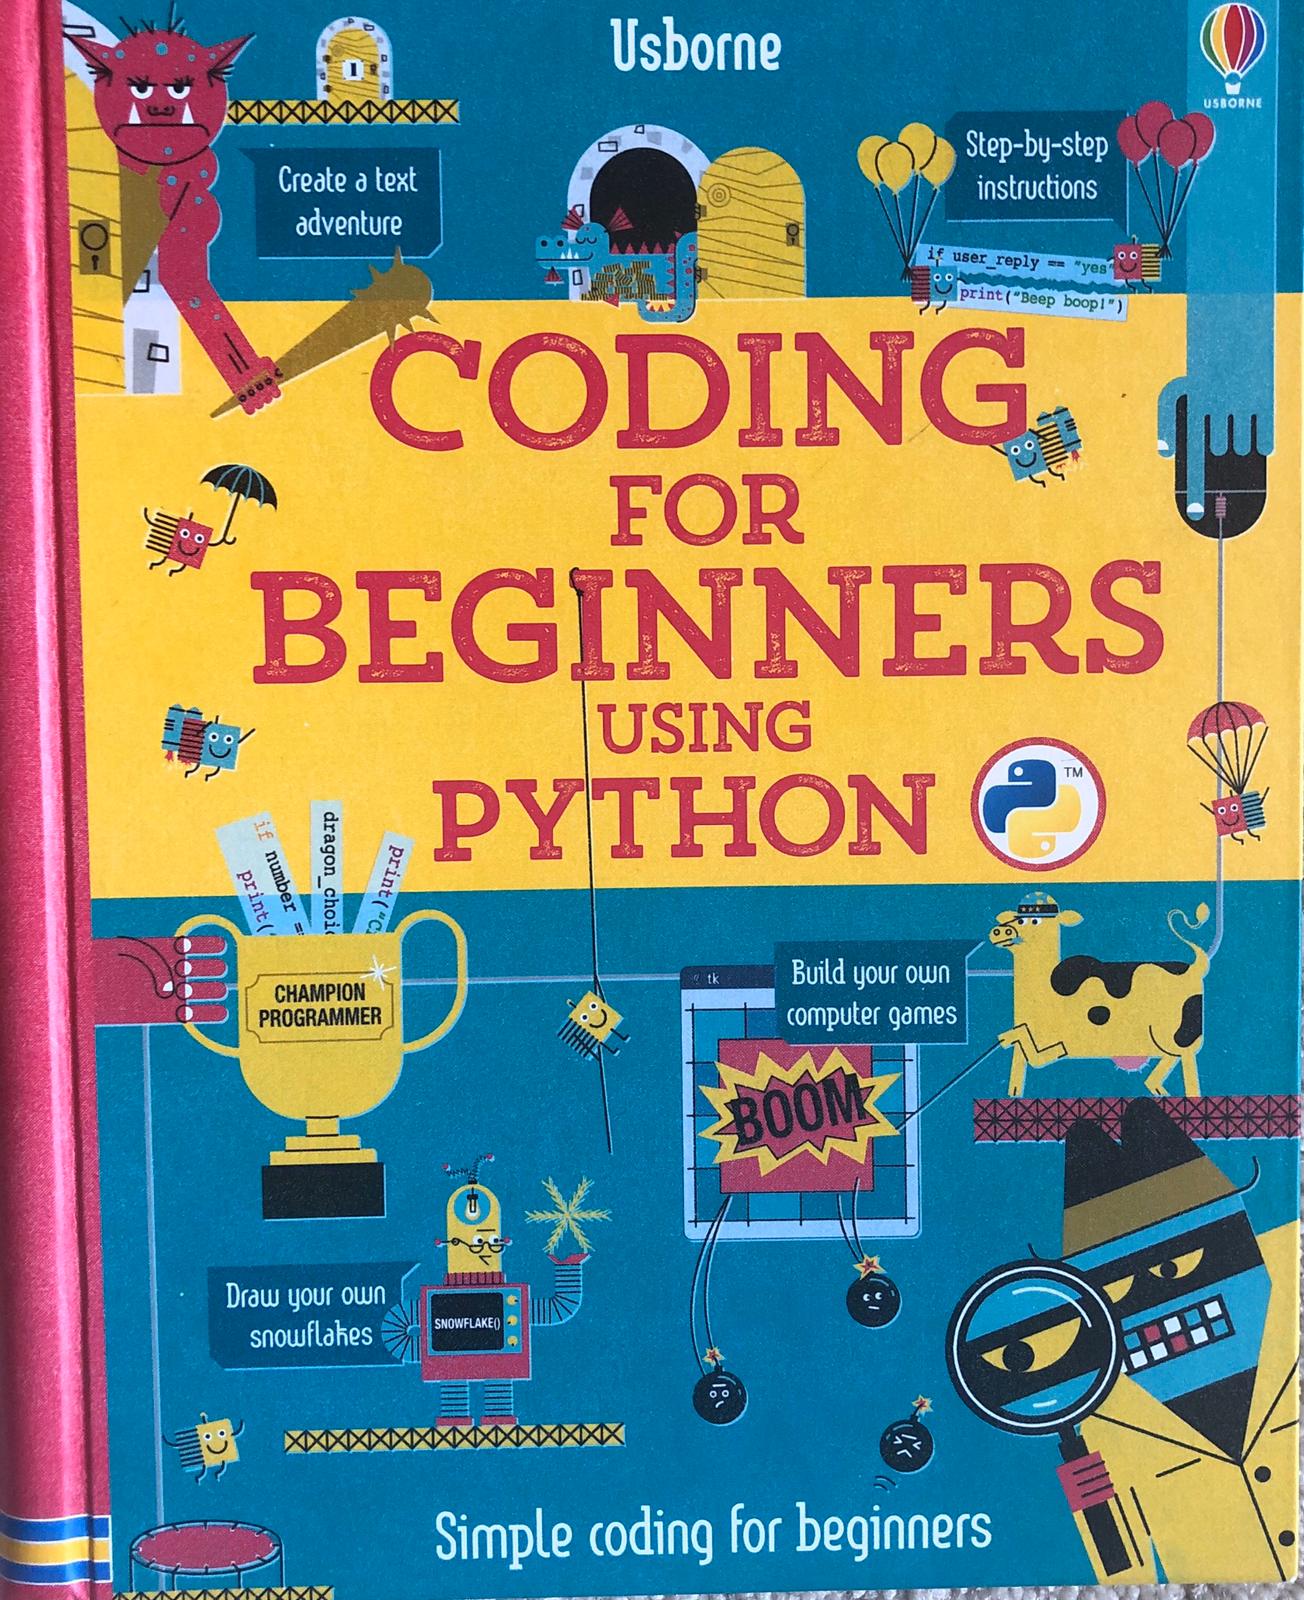 Usborne
USBORNE
1
Create a text
adventure
Step-by-step
instructions
if user_reply == "yes"
print("Beep boop!")
CODING
FOR
BEGINNERS
USING
PYTHON
TM
if number ==
print(
dragon_choic
print("C
CHAMPION
PROGRAMMER
tk
Build your own
computer games
BOOM
Draw your own
snowflakes
SNOWFLAKE()
Simple coding for beginners